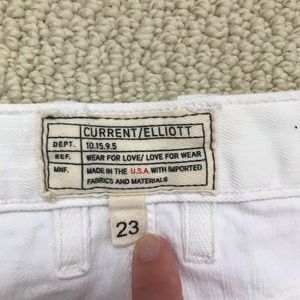 CURRENT/ELLIOTT
DEPT. 10.15.9.5
REF. WEAR FOR LOVE/ LOVE FOR WEAR
MNF. MADE IN THE U.S.A. WITH IMPORTED
FABRICS AND MATERIALS
23